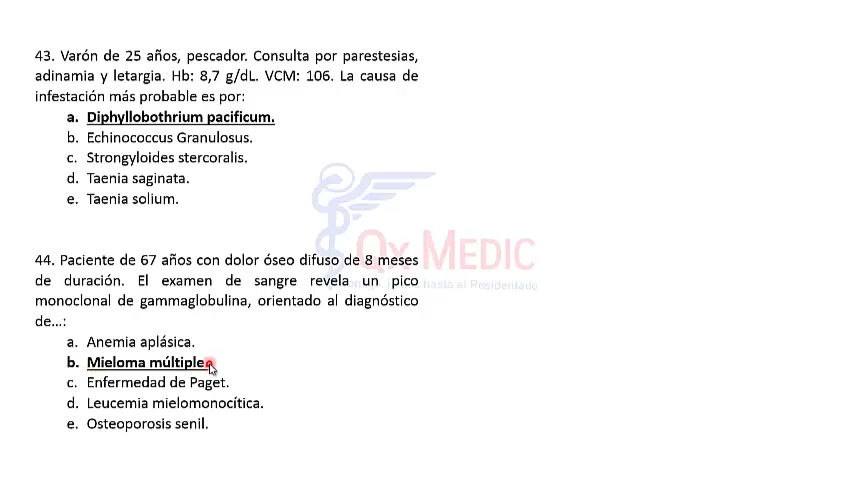 43. Varón de 25 años, pescador. Consulta por parestesias,
adinamia y letargia. Hb: 8,7 g/dL. VCM: 106. La causa de
infestación más probable es por:
a. Diphyllobothrium pacificum.
b. Echinococcus Granulosus.
c. Strongyloides stercoralis.
d. Taenia saginata.
e. Taenia solium.
QX MEDIC
hasta el Residentado
44. Paciente de 67 años con dolor óseo difuso de 8 meses
de duración. El examen de sangre revela un pico
monoclonal de gammaglobulina, orientado al diagnóstico
de...:
a. Anemia aplásica.
b. Mieloma múltiple
c. Enfermedad de Paget.
d. Leucemia mielomonocítica.
e. Osteoporosis senil.